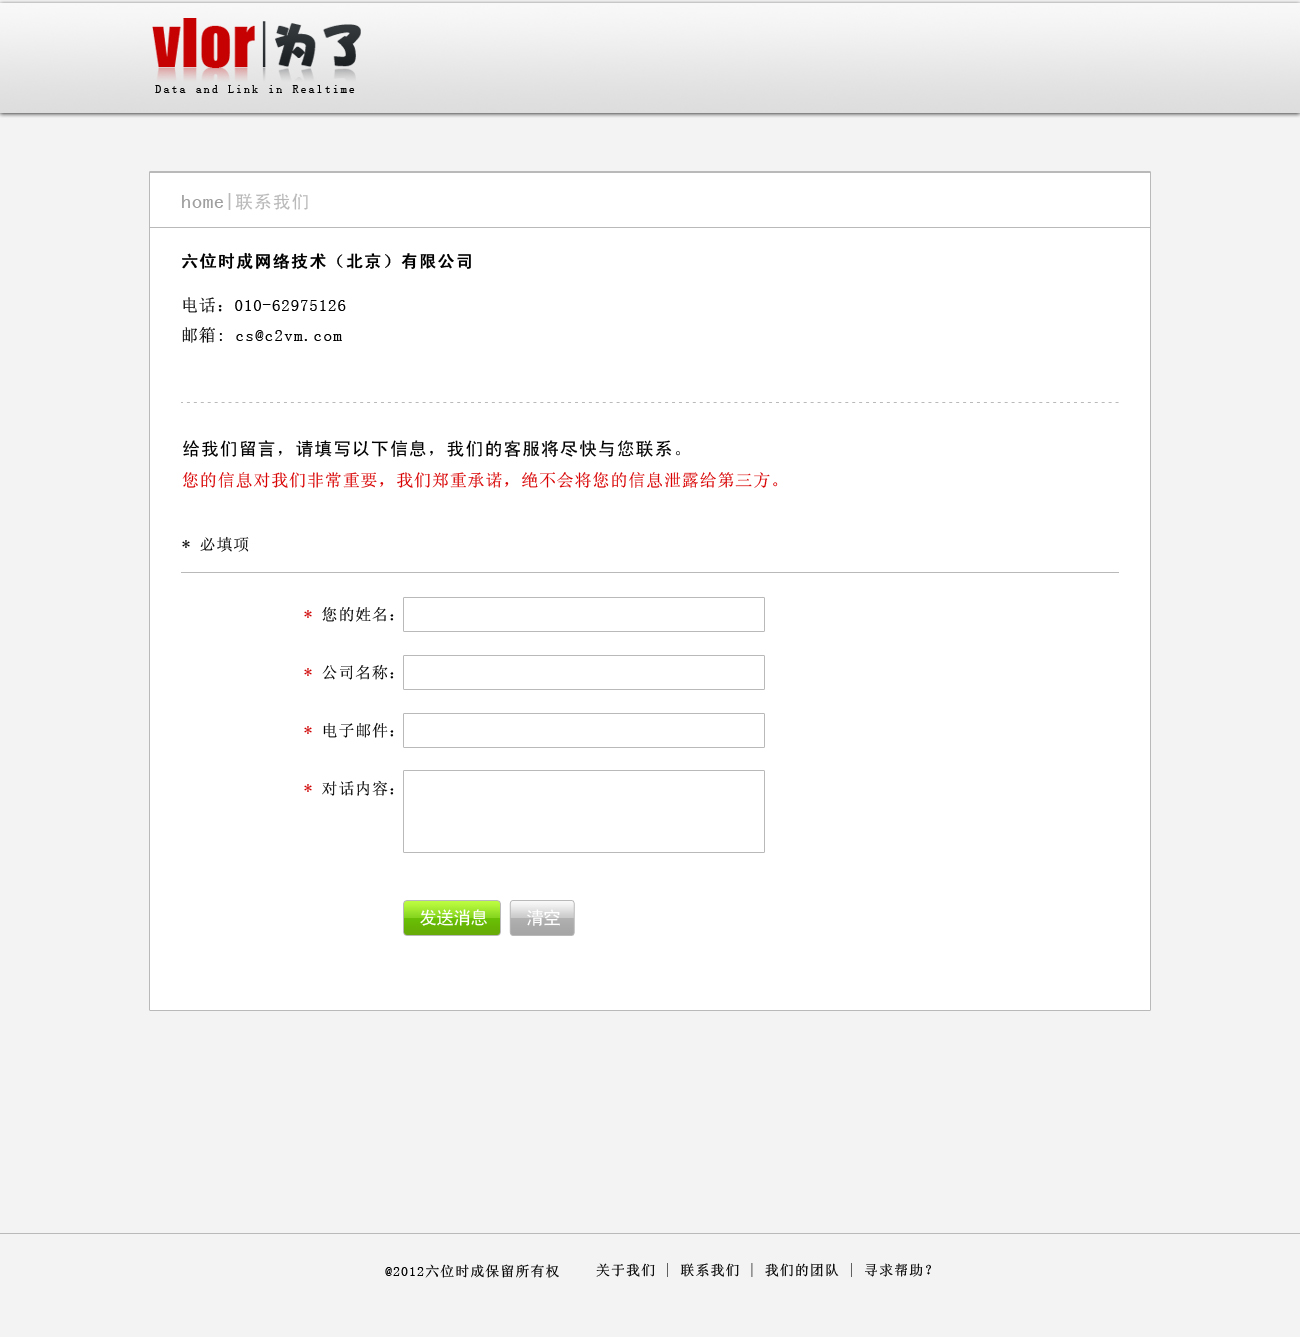 vlor|为了
Data and Link in Realtime
home|联系我们
六位时成网络技术（北京）有限公司
电话：010-62975126
邮箱：cs@c2vm.com
给我们留言，请填写以下信息，我们的客服将尽快与您联系。
您的信息对我们非常重要，我们郑重承诺，绝不会将您的信息泄露给第三方。
* 必填项
* 您的姓名：
* 公司名称：
* 电子邮件：
* 对话内容：
发送消息 清空
@2012六位时成保留所有权 关于我们 | 联系我们 | 我们的团队 | 寻求帮助？